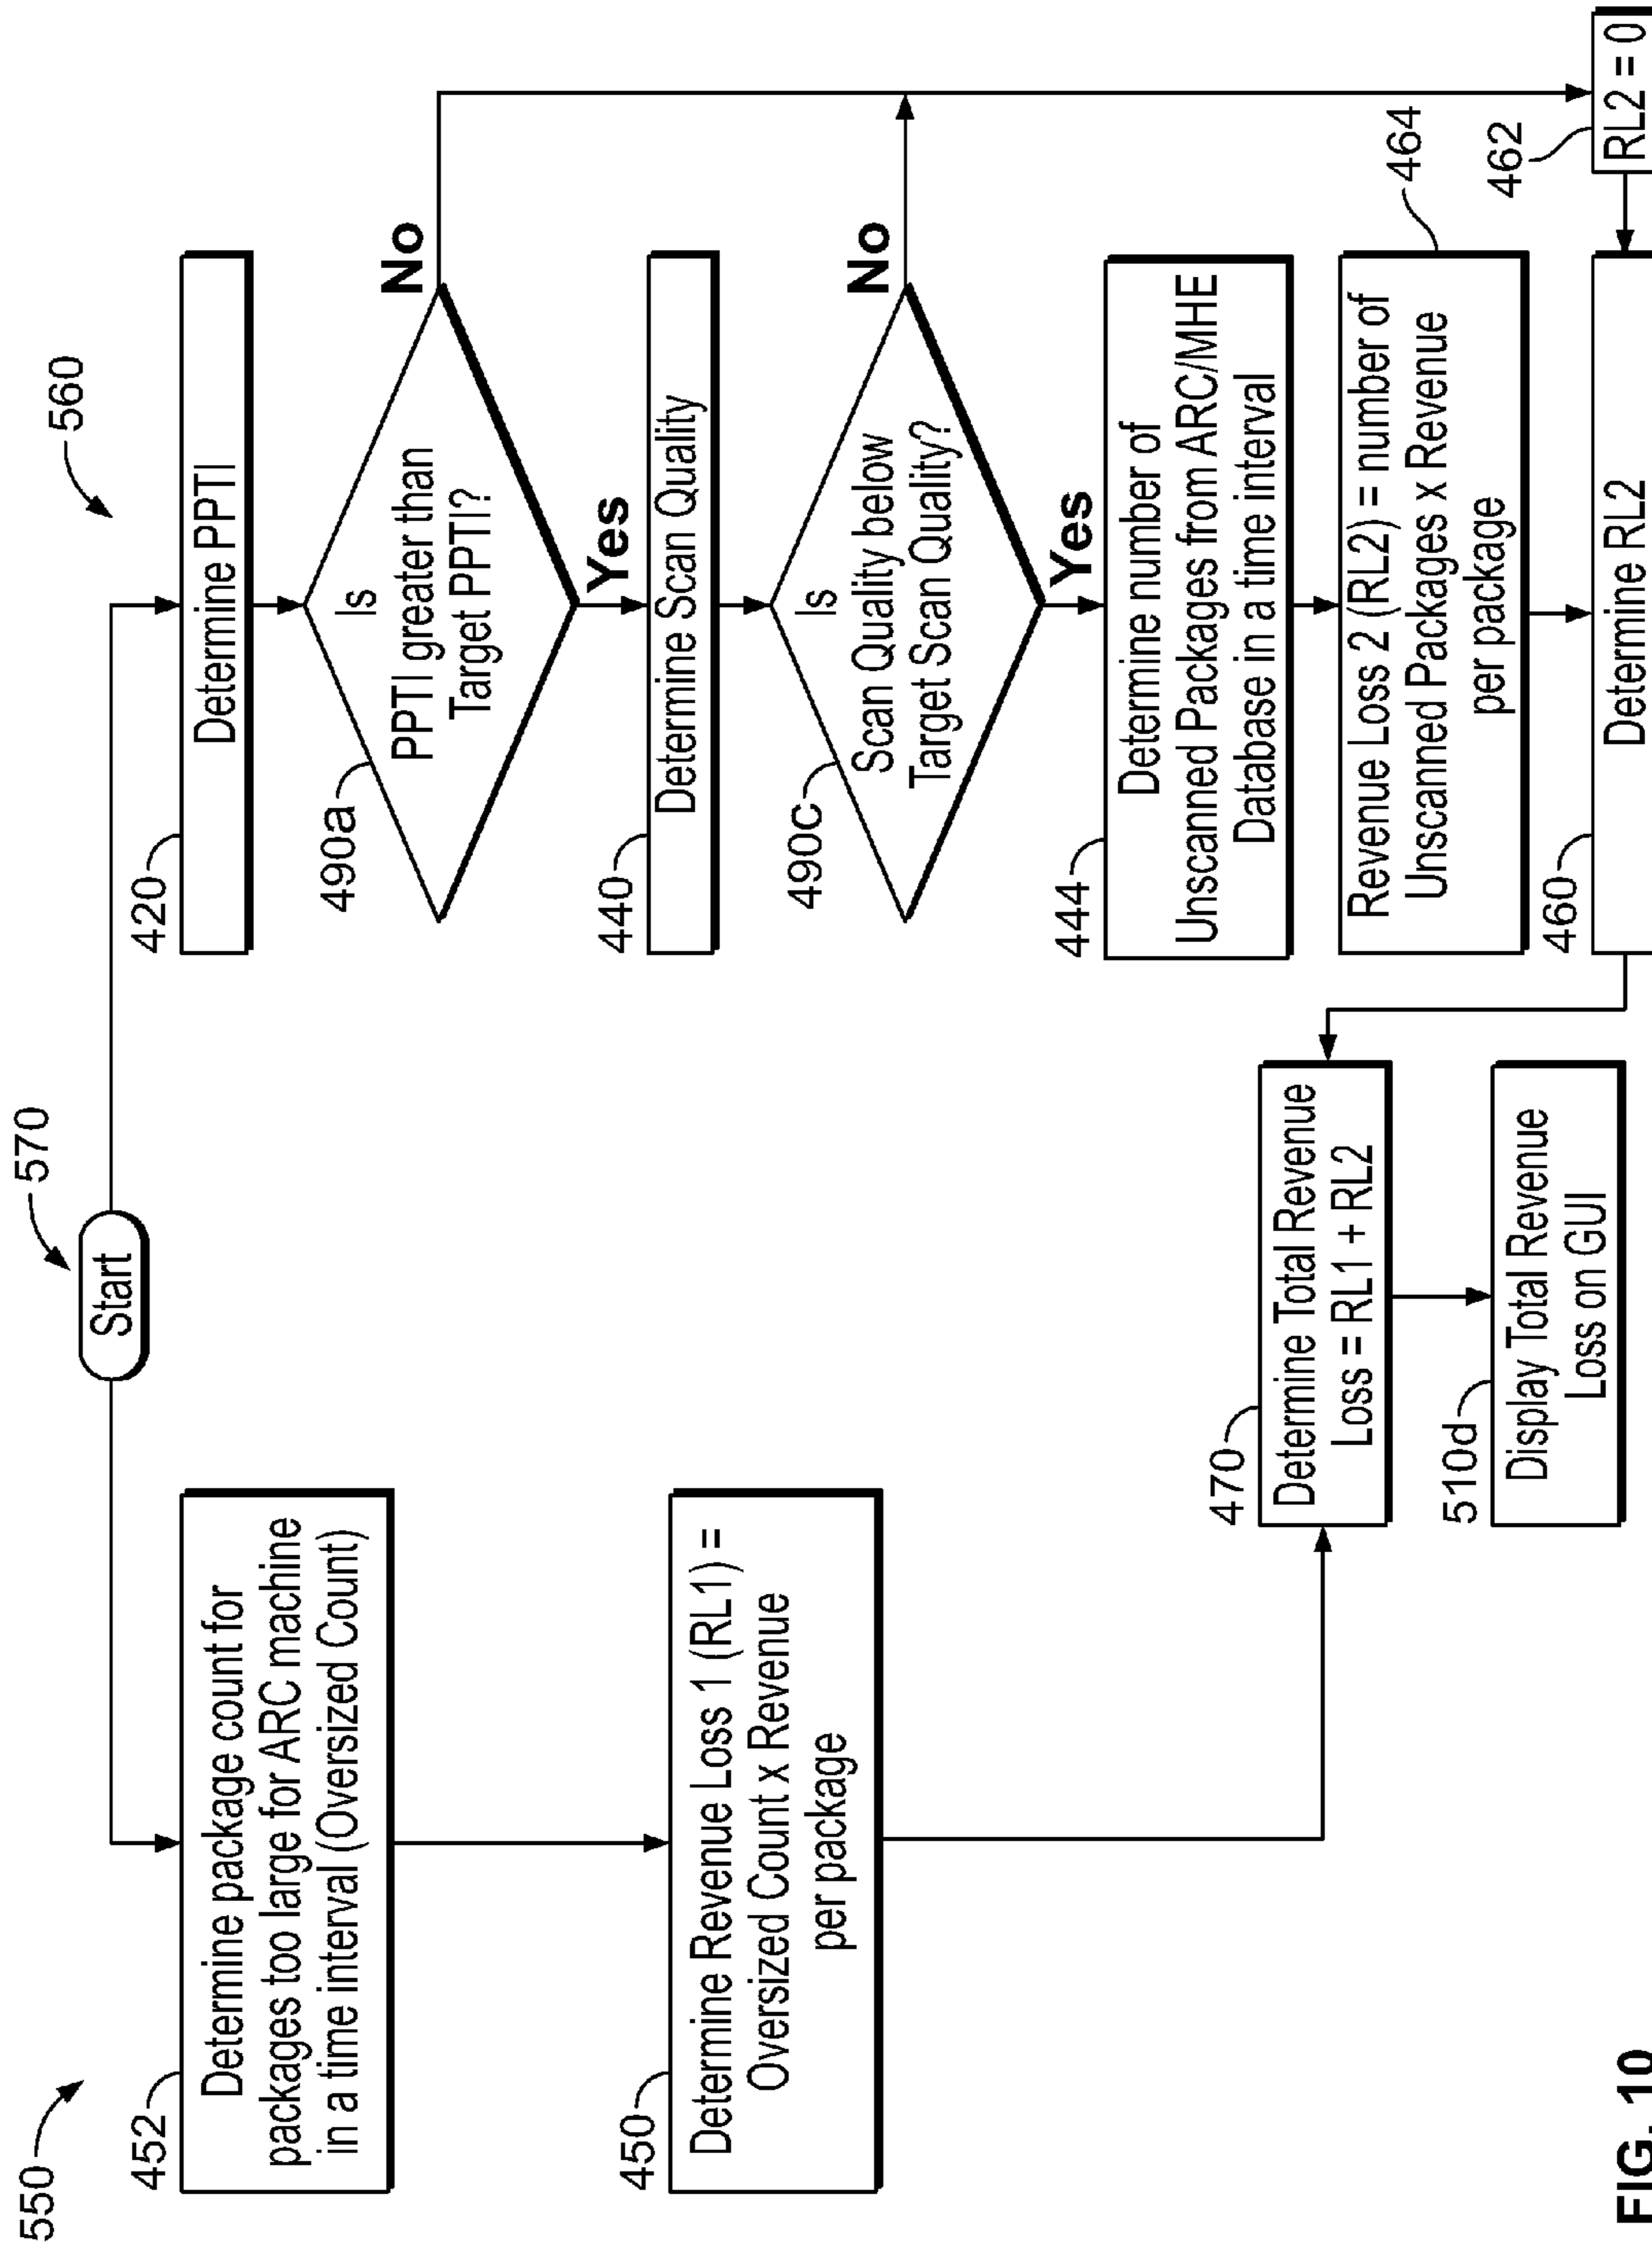 550
570
560
Start
452
Determine package count for
packages too large for ARC machine
in a time interval (Oversized Count)
450
Determine Revenue Loss 1 (RL1) =
Oversized Count x Revenue
per package
420
Determine PPTI
490a
Is
PPTI greater than
Target PPTI?
No
Yes
440
Determine Scan Quality
490c
Is
Scan Quality below
Target Scan Quality?
No
Yes
444
Determine number of
Unscanned Packages from ARC/MHE
Database in a time interval
464
Revenue Loss 2 (RL2) = number of
Unscanned Packages x Revenue
per package
462
RL2 = 0
460
Determine RL2
470
Determine Total Revenue
Loss = RL1 + RL2
510d
Display Total Revenue
Loss on GUI
FIG. 10